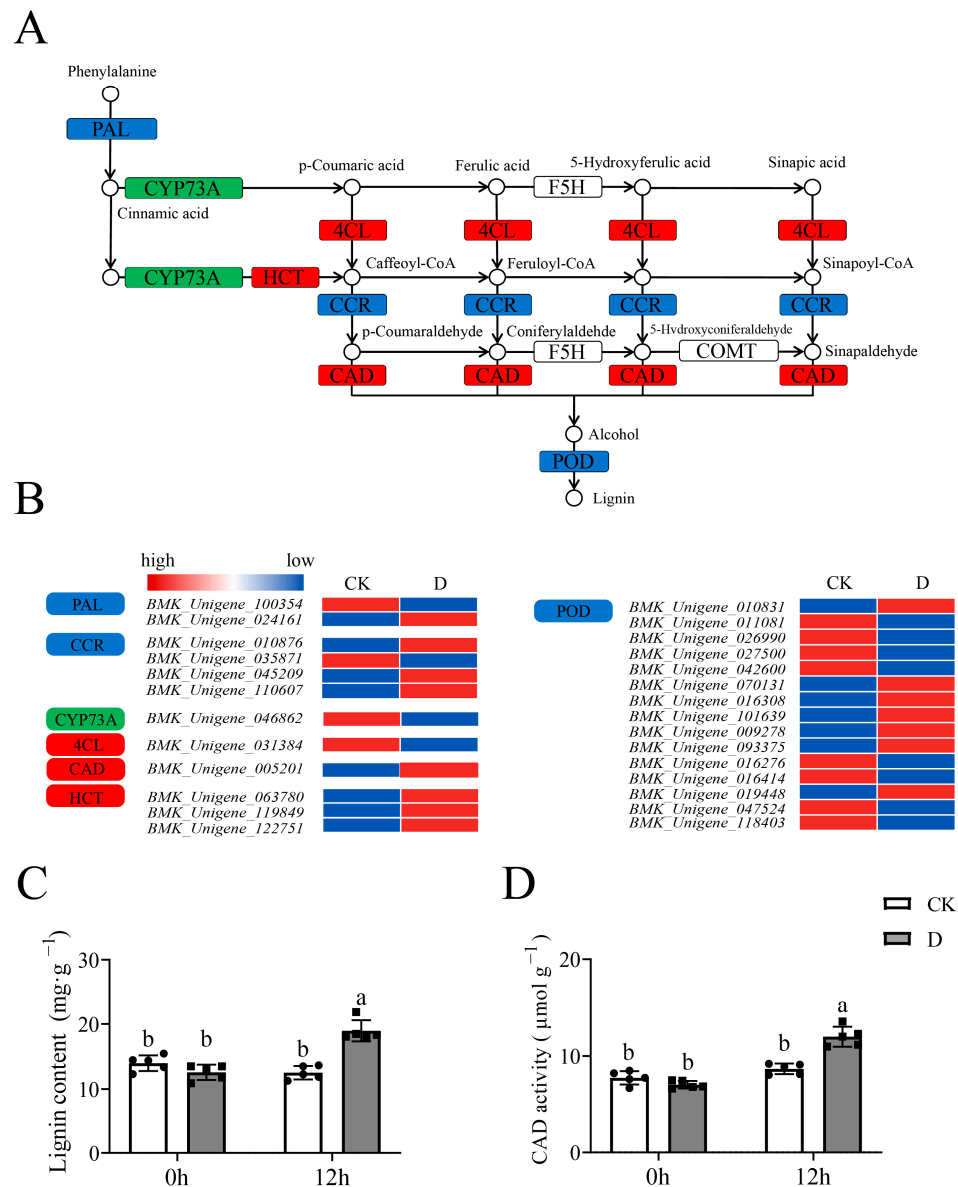 A
Phenylalanine
PAL
p-Coumaric acid
Ferulic acid
5-Hydroxyferulic acid
Sinapic acid
CYP73A
F5H
Cinnamic acid
4CL
4CL
4CL
4CL
Caffeoyl-CoA
Feruloyl-CoA
Sinapoyl-CoA
CYP73A
HCT
CCR
CCR
CCR
CCR
p-Coumaraldehyde
Coniferylaldehde
5-Hydroxyconiferaldehyde
F5H
COMT
Sinapaldehyde
CAD
CAD
CAD
CAD
Alcohol
POD
Lignin
B
high low
CK D
PAL
BMK_Unigene_100354
BMK_Unigene_024161
CCR
BMK_Unigene_010876
BMK_Unigene_035871
BMK_Unigene_045209
BMK_Unigene_110607
CYP73A
BMK_Unigene_046862
4CL
BMK_Unigene_031384
CAD
BMK_Unigene_005201
HCT
BMK_Unigene_063780
BMK_Unigene_119849
BMK_Unigene_122751
CK D
POD
BMK_Unigene_010831
BMK_Unigene_011081
BMK_Unigene_026990
BMK_Unigene_027500
BMK_Unigene_042600
BMK_Unigene_070131
BMK_Unigene_016308
BMK_Unigene_101639
BMK_Unigene_009278
BMK_Unigene_093375
BMK_Unigene_016276
BMK_Unigene_016414
BMK_Unigene_019448
BMK_Unigene_047524
BMK_Unigene_118403
C
Lignin content (mg·g⁻¹)
30
20
10
0
b
b
b
a
0h
12h
D
CK
D
CAD activity ( μmol g⁻¹)
20
10
0
b
b
b
a
0h
12h